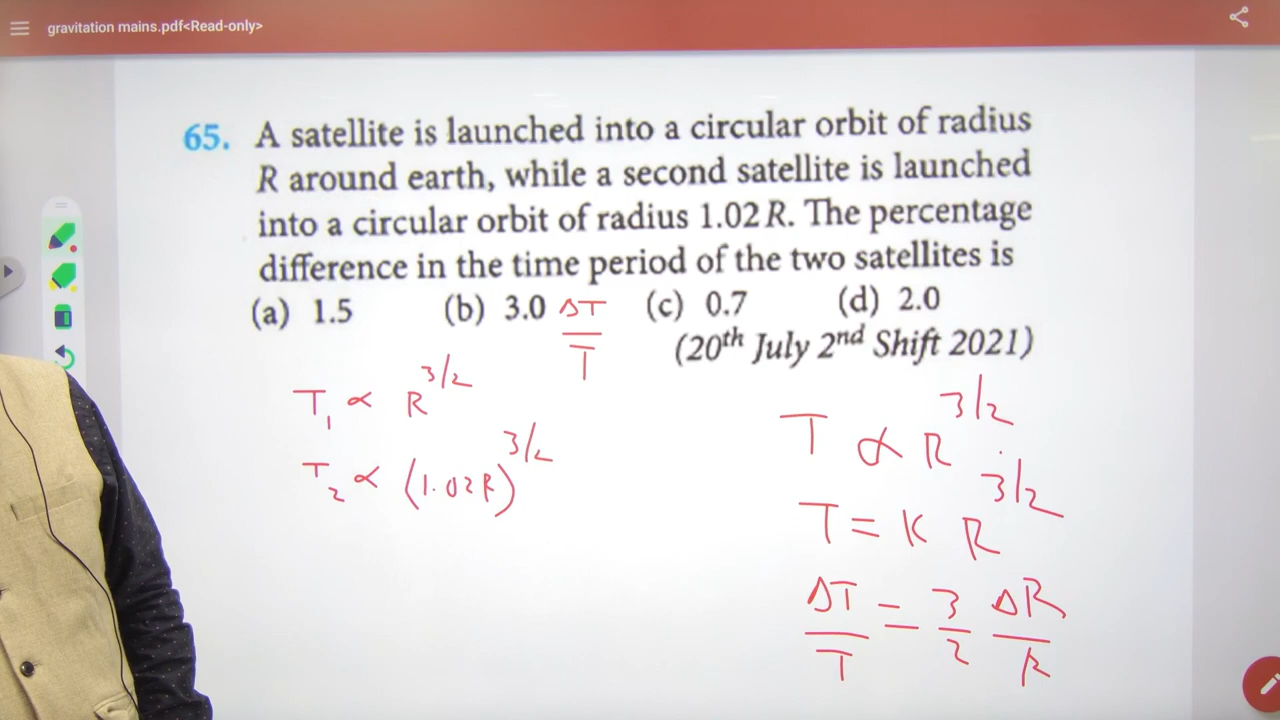 gravitation mains.pdf<Read-only>
65. A satellite is launched into a circular orbit of radius
R around earth, while a second satellite is launched
into a circular orbit of radius 1.02 R. The percentage
difference in the time period of the two satellites is
(a) 1.5 (b) 3.0 (c) 0.7 (d) 2.0
(20th July 2nd Shift 2021)
ΔT/T
T₁ ∝ R^3/2
T₂ ∝ (1.02R)^3/2
T ∝ R^3/2
T = K R^3/2
ΔT/T = 3/2 ΔR/R